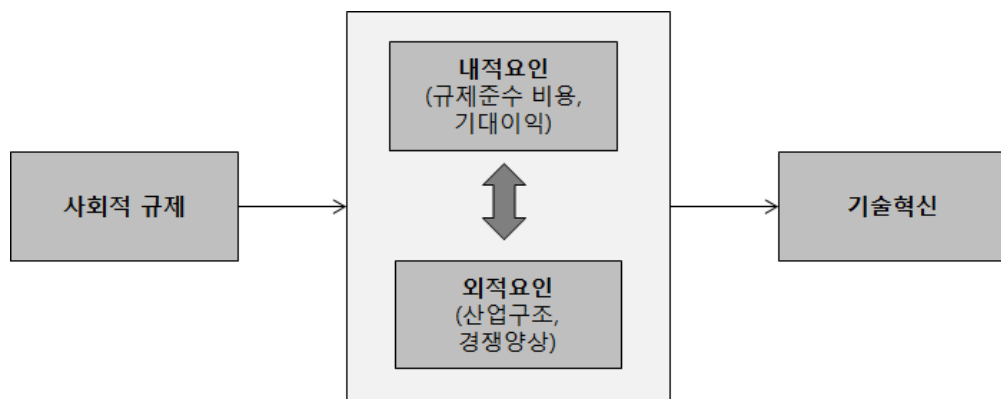 사회적 규제
내적요인
(규제준수 비용,
기대이익)
외적요인
(산업구조,
경쟁양상)
기술혁신